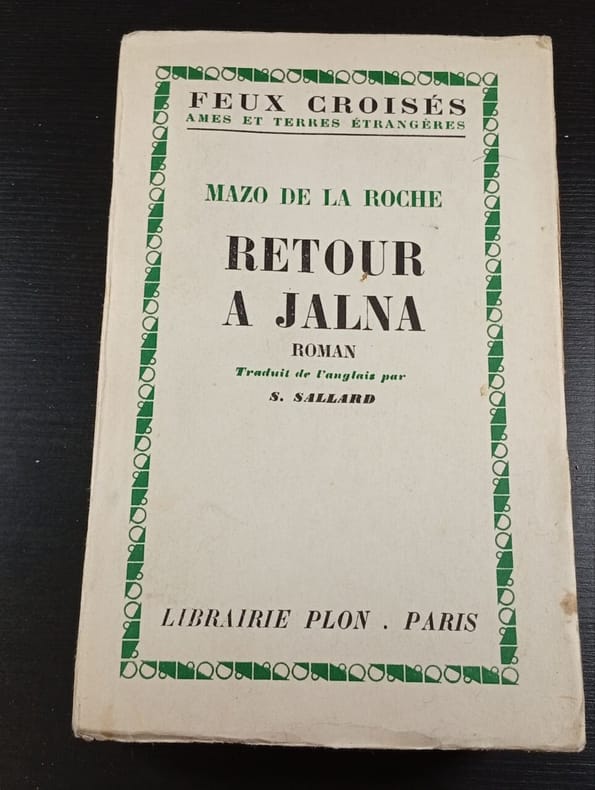 FEUX CROISÉS
AMES ET TERRES ÉTRANGÈRES
MAZO DE LA ROCHE
RETOUR
A JALNA
ROMAN
Traduit de l'anglais par
S. SALLARD
LIBRAIRIE PLON . PARIS